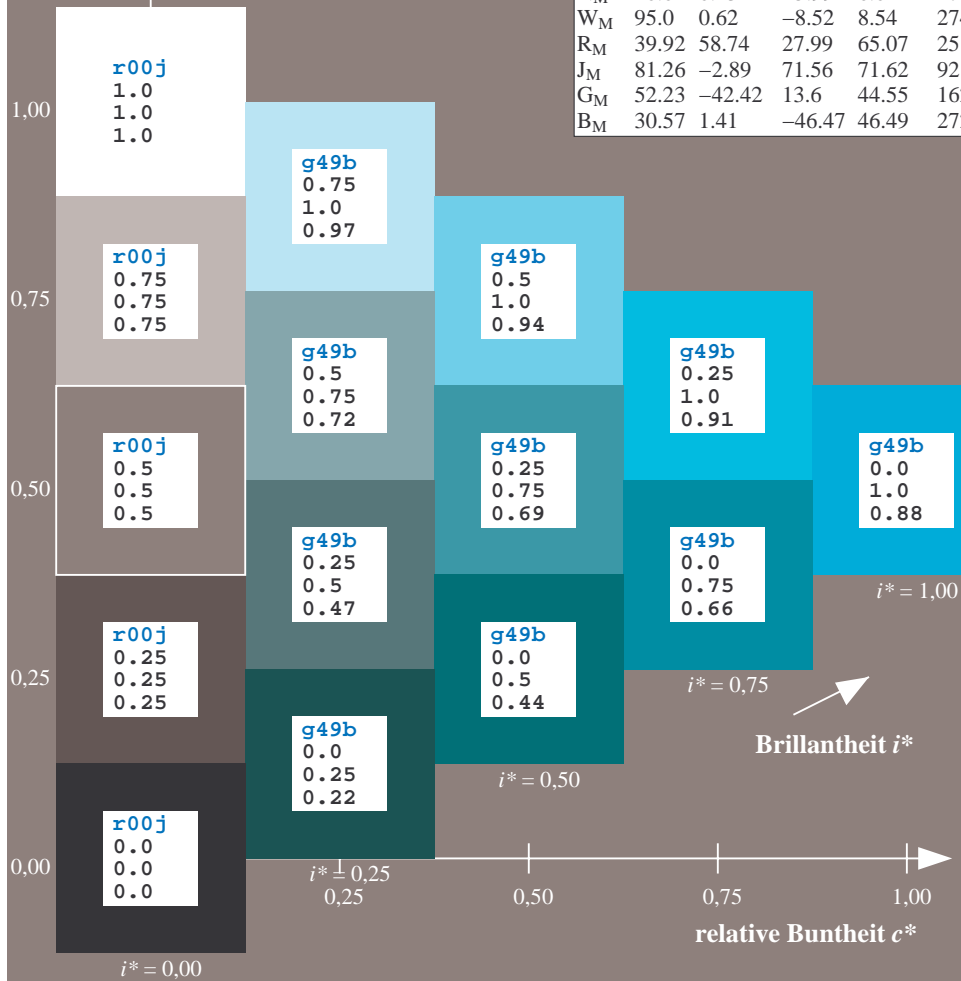 W_M 95.0 0.62 −8.52 8.54
R_M 39.92 58.74 27.99 65.07
J_M 81.26 −2.89 71.56 71.62
G_M 52.23 −42.42 13.6 44.55
B_M 30.57 1.41 −46.47 46.49
1,00
r00j
1.0
1.0
1.0
g49b
0.75
1.0
0.97
0,75
r00j
0.75
0.75
0.75
g49b
0.5
1.0
0.94
g49b
0.5
0.75
0.72
g49b
0.25
1.0
0.91
0,50
r00j
0.5
0.5
0.5
g49b
0.25
0.75
0.69
g49b
0.0
1.0
0.88
g49b
0.25
0.5
0.47
g49b
0.0
0.75
0.66
i* = 1,00
0,25
r00j
0.25
0.25
0.25
g49b
0.0
0.5
0.44
i* = 0,75
g49b
0.0
0.25
0.22
Brillantheit i*
i* = 0,50
0,00
r00j
0.0
0.0
0.0
i* = 0,25
0,25 0,50 0,75 1,00
relative Buntheit c*
i* = 0,00